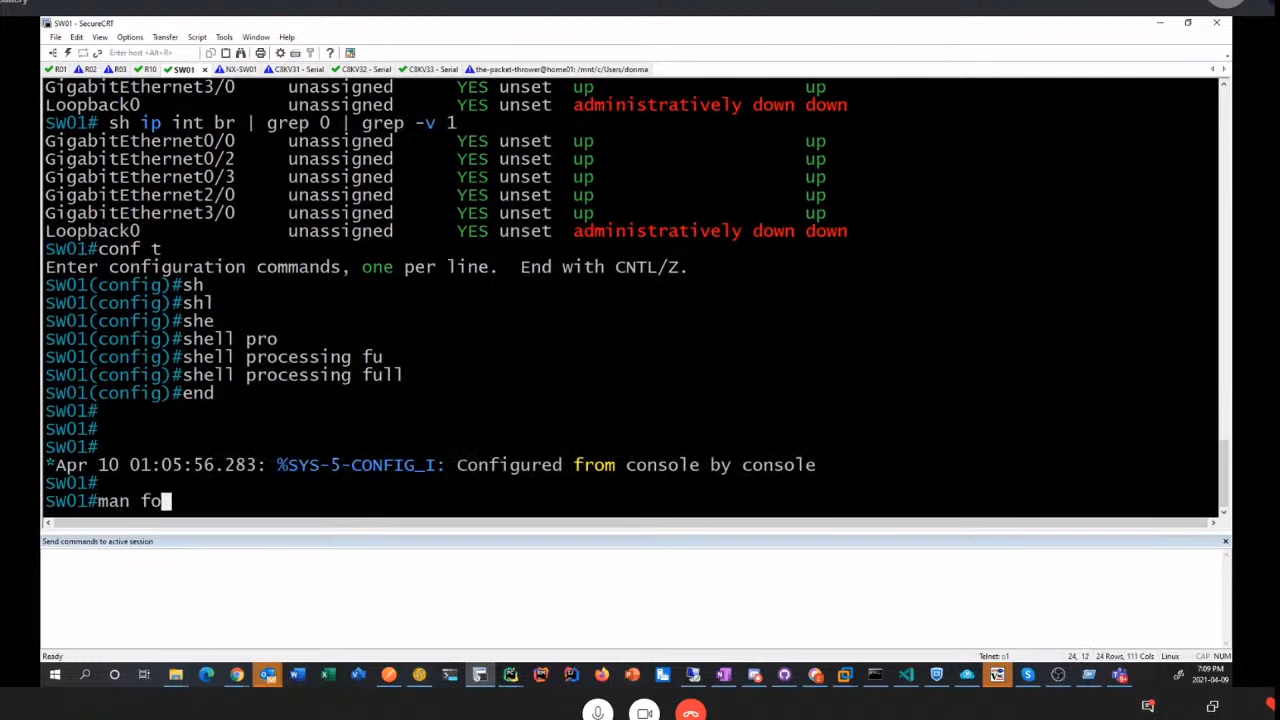 SW01 - SecureCRT
File Edit View Options Transfer Script Tools Window Help
Enter host <Alt+R>
R01 R02 R03 R10 SW01 NX-SW01 C8KV31 - Serial C8KV32 - Serial C8KV33 - Serial the-packet-thrower@home01: /mnt/c/Users/donma
GigabitEthernet3/0 unassigned YES unset up up
Loopback0 unassigned YES unset administratively down down
SW01# sh ip int br | grep 0 | grep -v 1
GigabitEthernet0/0 unassigned YES unset up up
GigabitEthernet0/2 unassigned YES unset up up
GigabitEthernet0/3 unassigned YES unset up up
GigabitEthernet2/0 unassigned YES unset up up
GigabitEthernet3/0 unassigned YES unset up up
Loopback0 unassigned YES unset administratively down down
SW01#conf t
Enter configuration commands, one per line. End with CNTL/Z.
SW01(config)#sh
SW01(config)#shl
SW01(config)#she
SW01(config)#shell pro
SW01(config)#shell processing fu
SW01(config)#shell processing full
SW01(config)#end
SW01#
SW01#
SW01#
*Apr 10 01:05:56.283: %SYS-5-CONFIG_I: Configured from console by console
SW01#
SW01#man fo
Send commands to active session
Ready Telnet: ::1 24, 12 24 Rows, 111 Cols Linux CAP NUM
7:09 PM
2021-04-09